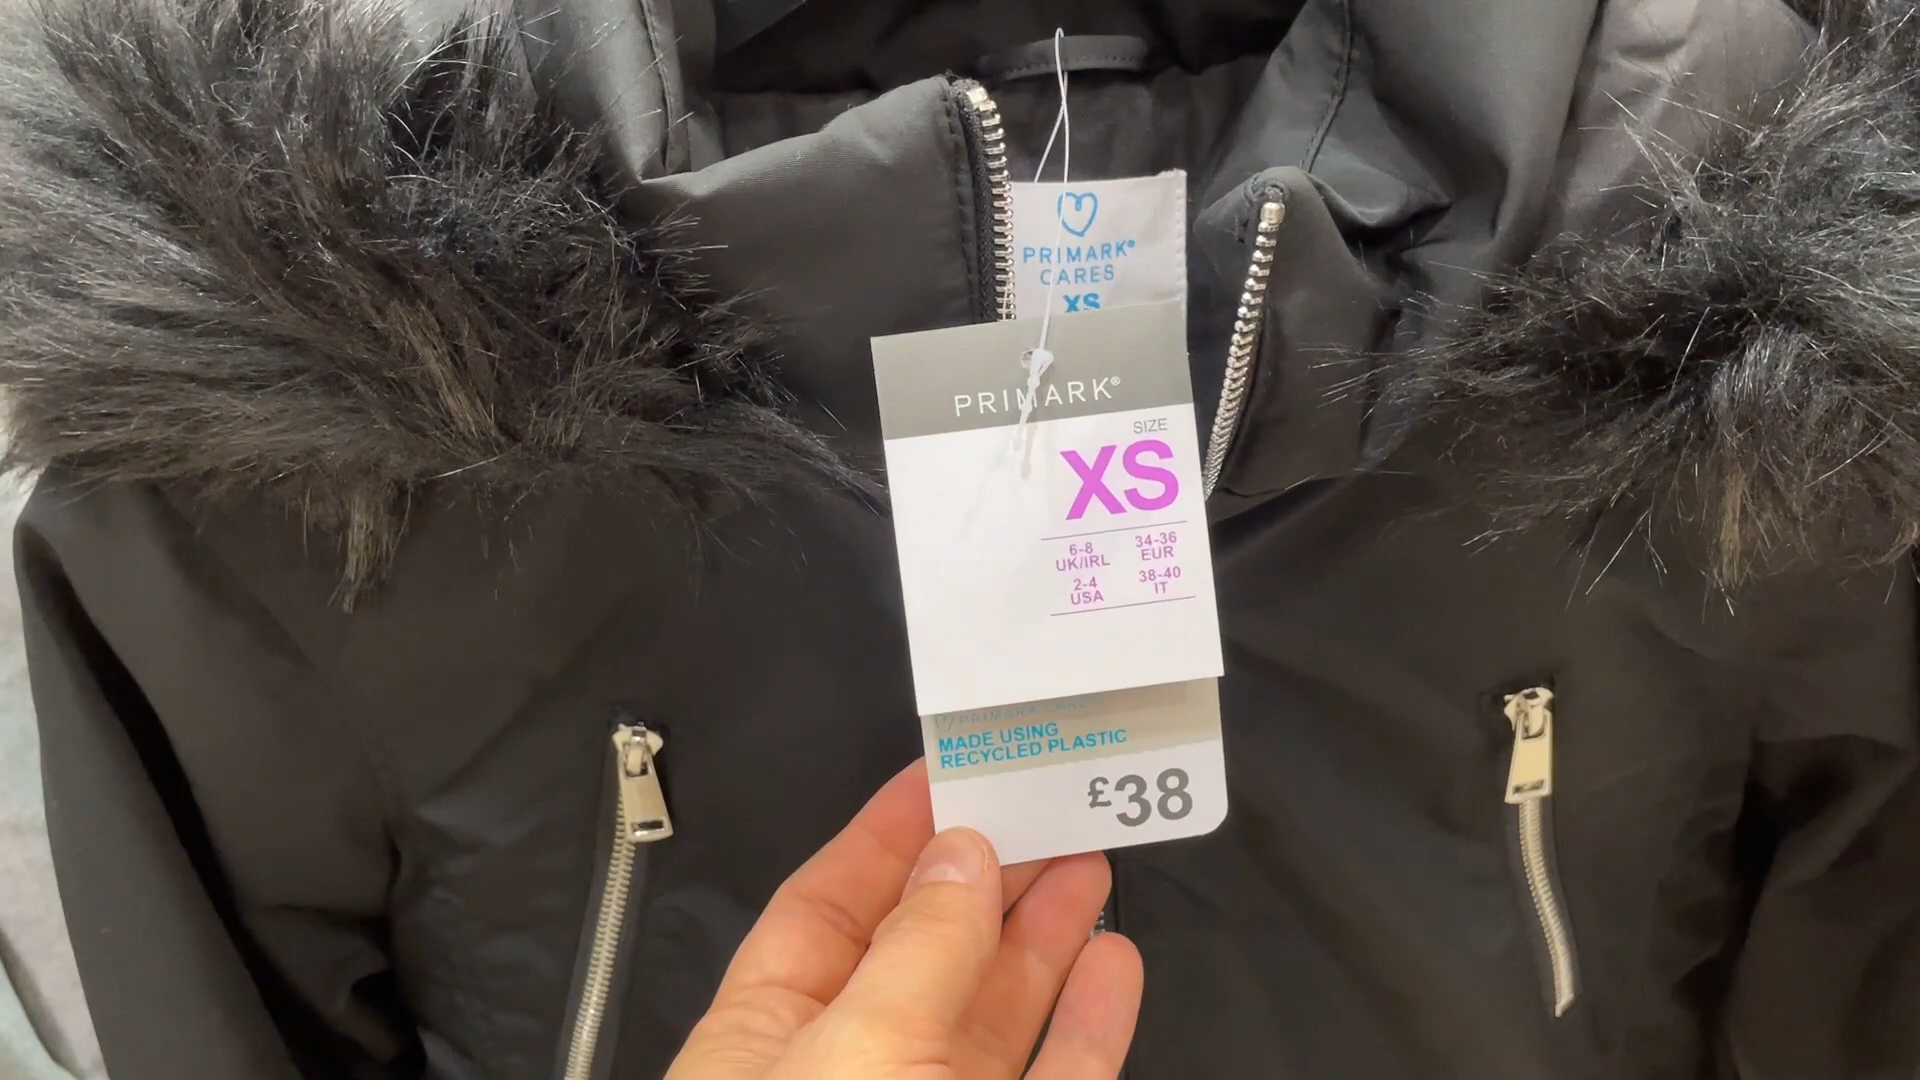 PRIMARK®
CARES
XS
PRIMARK®
SIZE
XS
6-8
UK/IRL
34-36
EUR
2-4
USA
38-40
IT
PRIMARK CARES
MADE USING
RECYCLED PLASTIC
£38